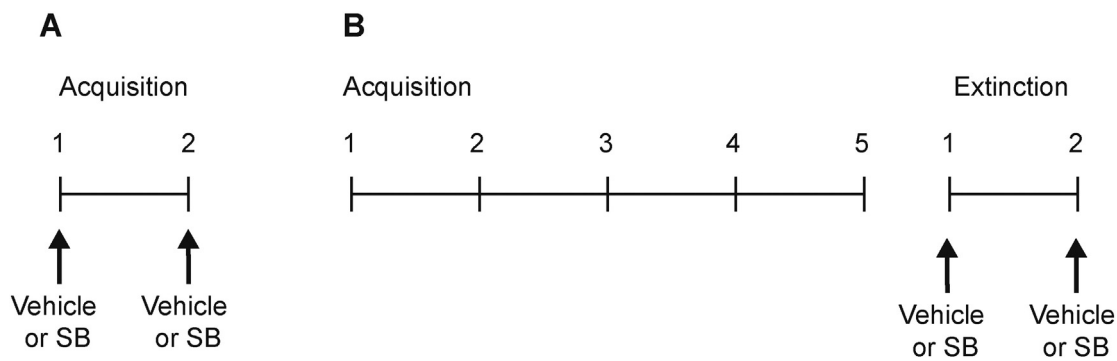 A
B
Acquisition
Acquisition
Extinction
1 2
1 2 3 4 5
1 2
Vehicle
or SB
Vehicle
or SB
Vehicle
or SB
Vehicle
or SB